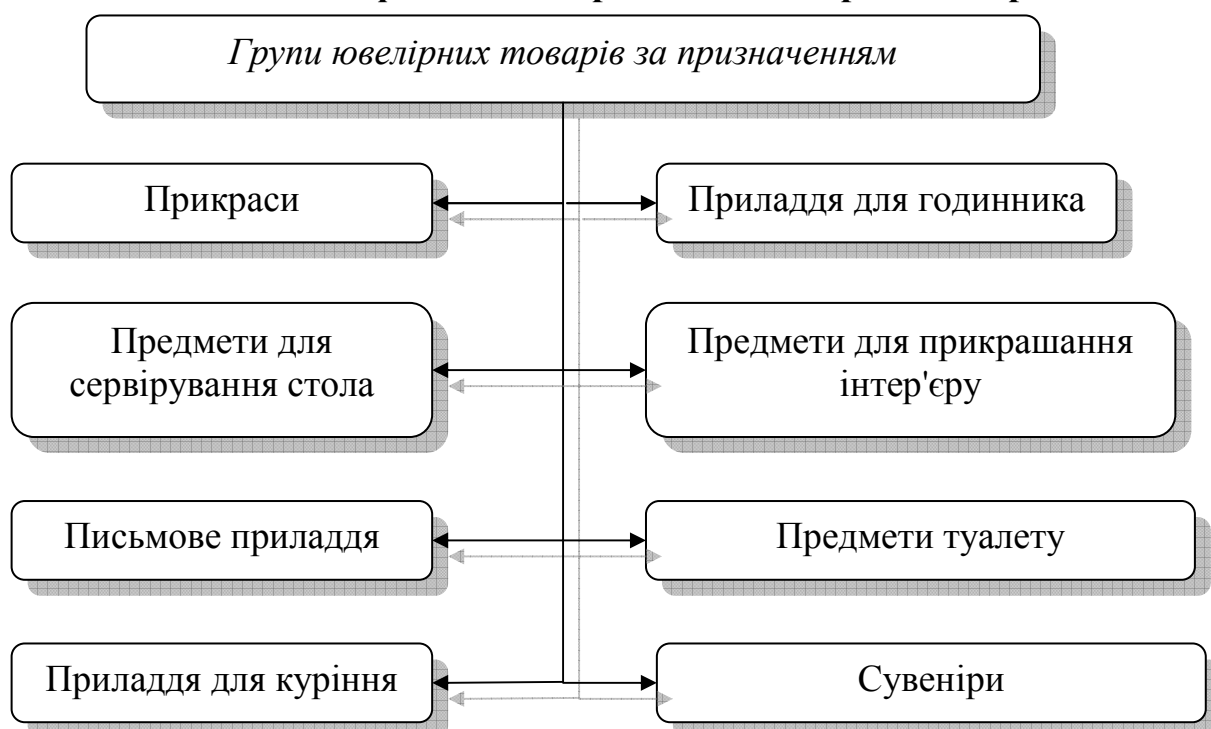 Групи ювелірних товарів за призначенням
Прикраси
Приладдя для годинника
Предмети для
сервірування стола
Предмети для прикрашання
інтер'єру
Письмове приладдя
Предмети туалету
Приладдя для куріння
Сувеніри